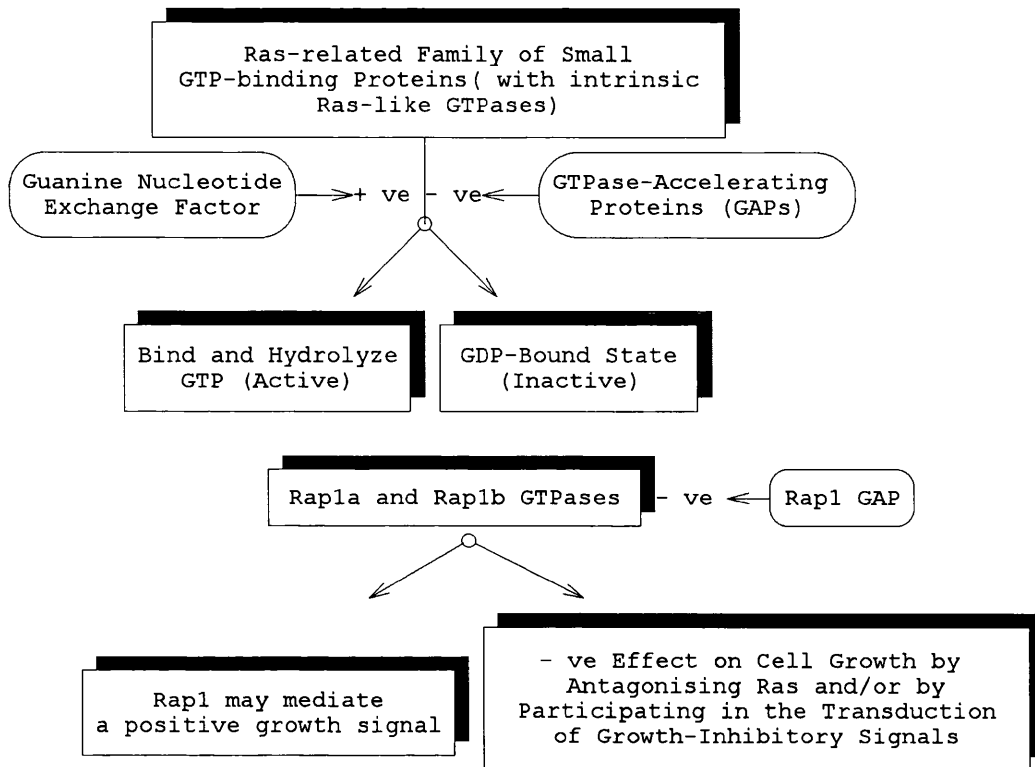 Ras-related Family of Small
GTP-binding Proteins( with intrinsic
Ras-like GTPases)
Guanine Nucleotide
Exchange Factor
+ ve
- ve
GTPase-Accelerating
Proteins (GAPs)
Bind and Hydrolyze
GTP (Active)
GDP-Bound State
(Inactive)
Rap1a and Rap1b GTPases
- ve
Rap1 GAP
Rap1 may mediate
a positive growth signal
- ve Effect on Cell Growth by
Antagonising Ras and/or by
Participating in the Transduction
of Growth-Inhibitory Signals